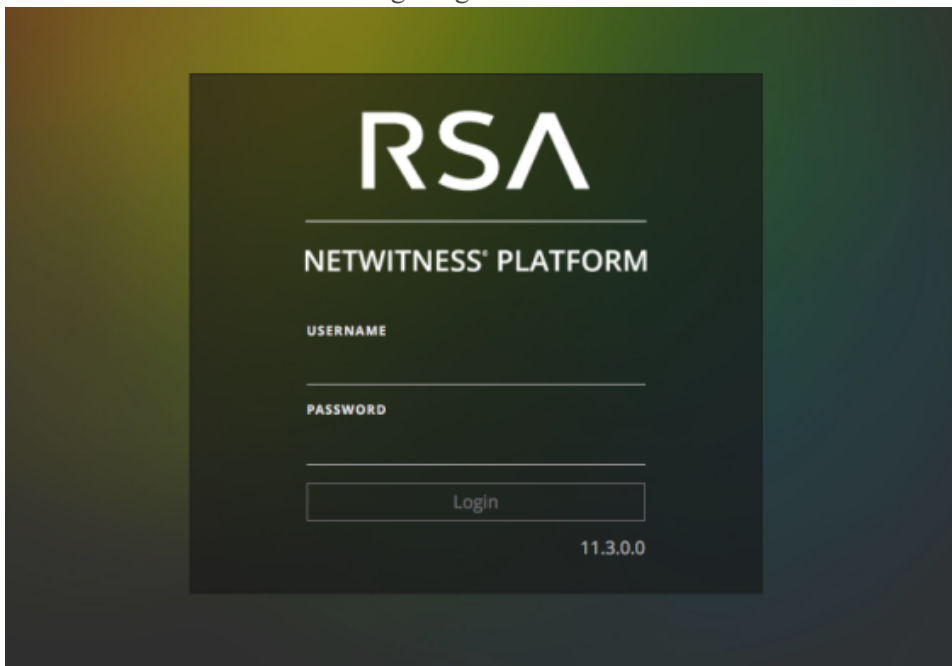 RSA
NETWITNESS® PLATFORM
USERNAME
PASSWORD
Login
11.3.0.0